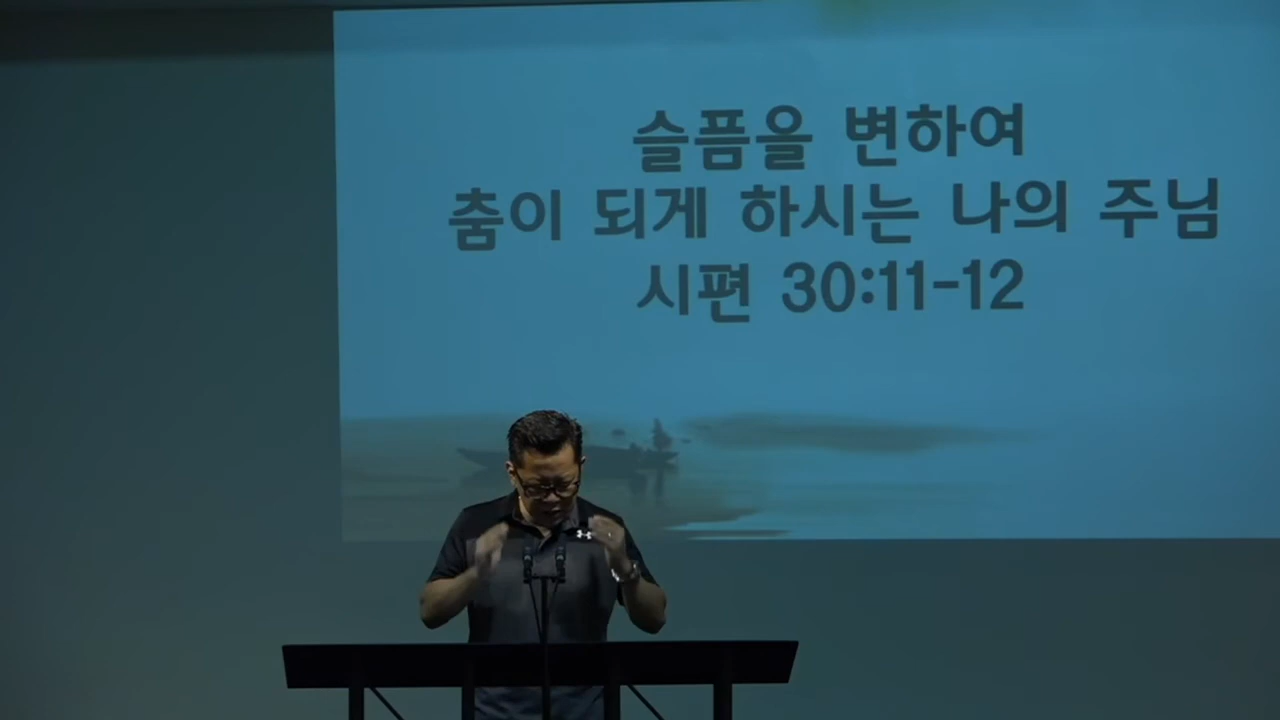 슬픔을 변하여
춤이 되게 하시는 나의 주님
시편 30:11-12